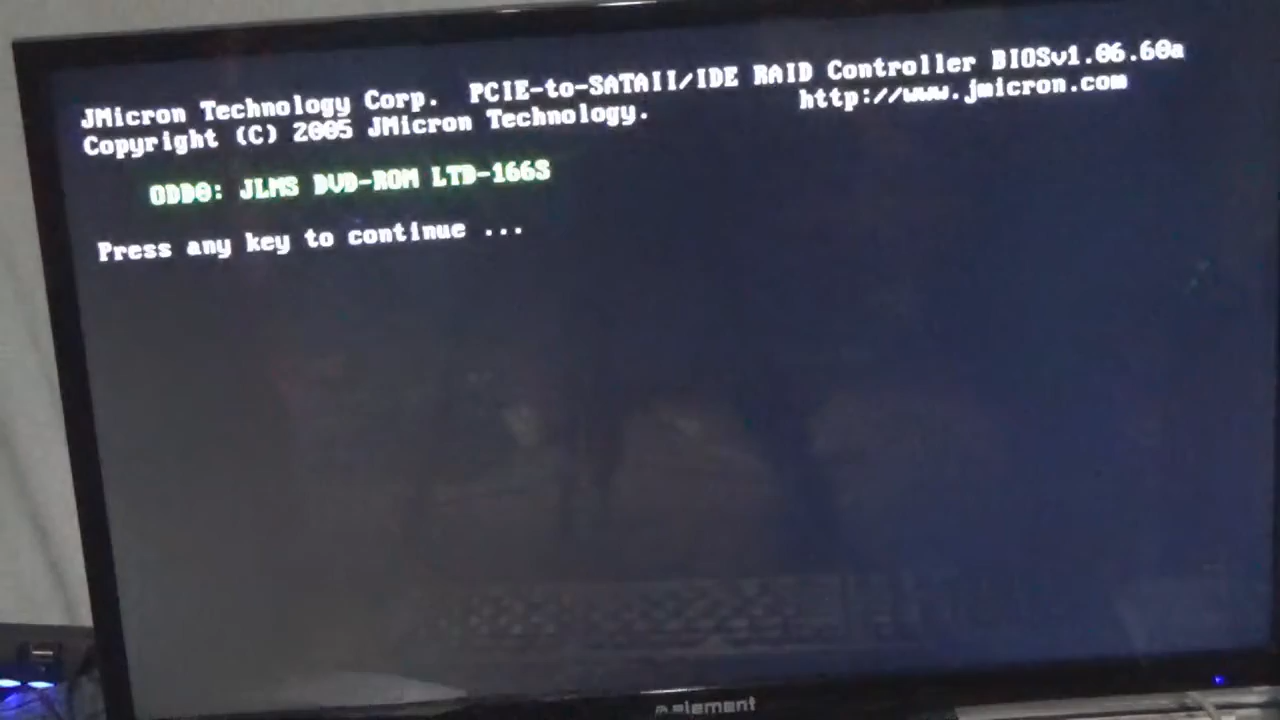 JMicron Technology Corp. PCIE-to-SATAII/IDE RAID Controller BIOSv1.06.60a
Copyright (C) 2005 JMicron Technology. http://www.jmicron.com
ODD0: JLMS DVD-ROM LTD-166S
Press any key to continue ...
element